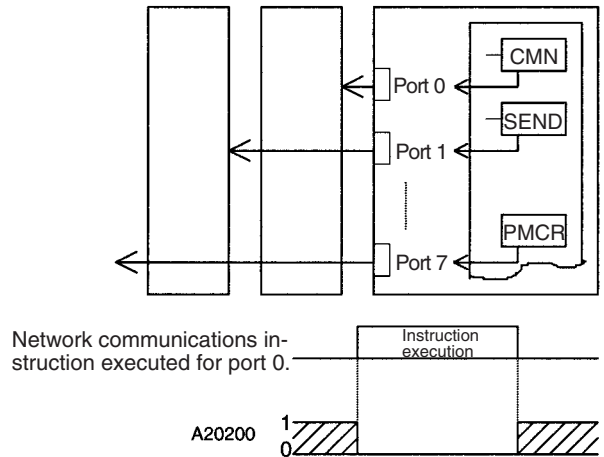 CMN
Port 0
SEND
Port 1
PMCR
Port 7
Network communications in-
struction executed for port 0.
Instruction
execution
A20200
1
0